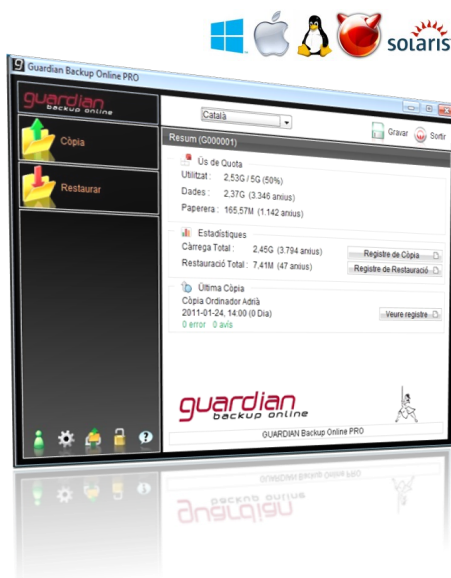 solaris
Guardian Backup Online PRO
guardian
backup online
Català
Gravar
Sortir
Còpia
Restaurar
Resum (G000001)
Ús de Quota
Utilitzat : 2,53G / 5G (50%)
Dades : 2,37G (3.346 arxius)
Paperera : 165,57M (1.142 arxius)
Estadístiques
Càrrega Total : 2,45G (3.794 arxius)
Registre de Còpia
Restauració Total : 7,41M (47 arxius)
Registre de Restauració
Última Còpia
Còpia Ordinador Adrià
2011-01-24, 14:00 (0 Dia)
Veure registre
0 error 0 avís
guardian
backup online
GUARDIAN Backup Online PRO